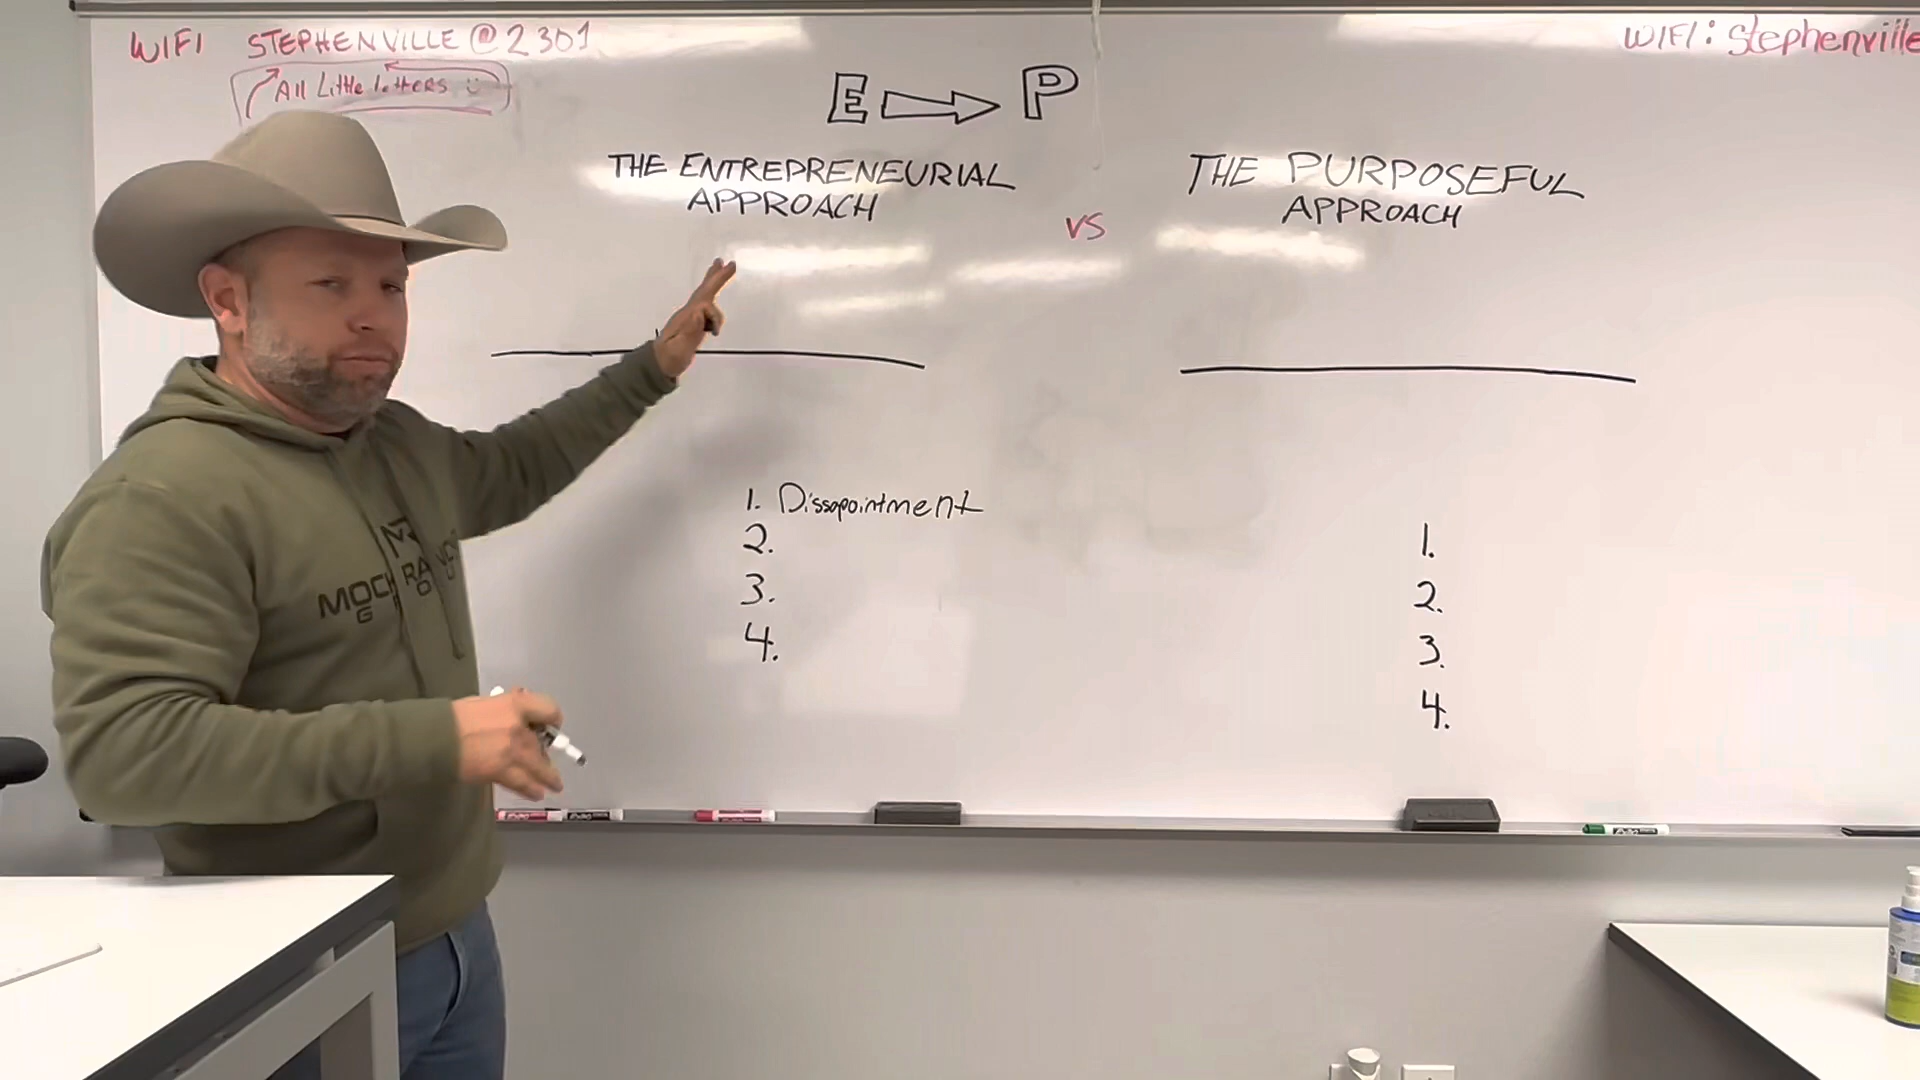 WIFI STEPHENVILLE@2301
All Little letters
WIFI: Stephenville
E P
THE ENTREPRENEURIAL
APPROACH
VS
THE PURPOSEFUL
APPROACH
1. Dissapointment
2.
3.
4.
1.
2.
3.
4.